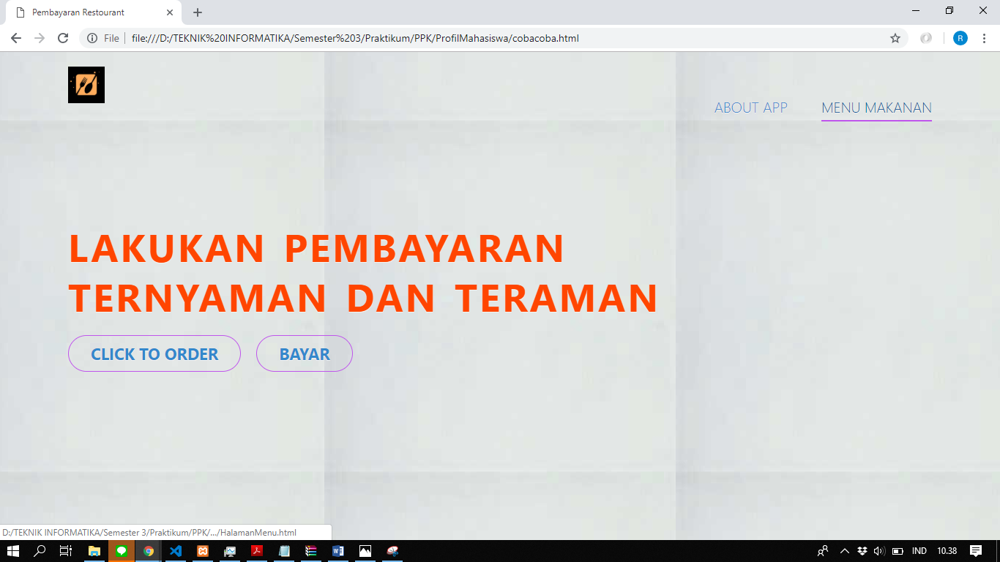 Pembayaran Restourant
File
file:///D:/TEKNIK%20INFORMATIKA/Semester%203/Praktikum/PPK/ProfilMahasiswa/cobacoba.html
R
ABOUT APP
MENU MAKANAN
LAKUKAN PEMBAYARAN
TERNYAMAN DAN TERAMAN
CLICK TO ORDER
BAYAR
D:/TEKNIK INFORMATIKA/Semester 3/Praktikum/PPK/.../HalamanMenu.html
IND
10.38